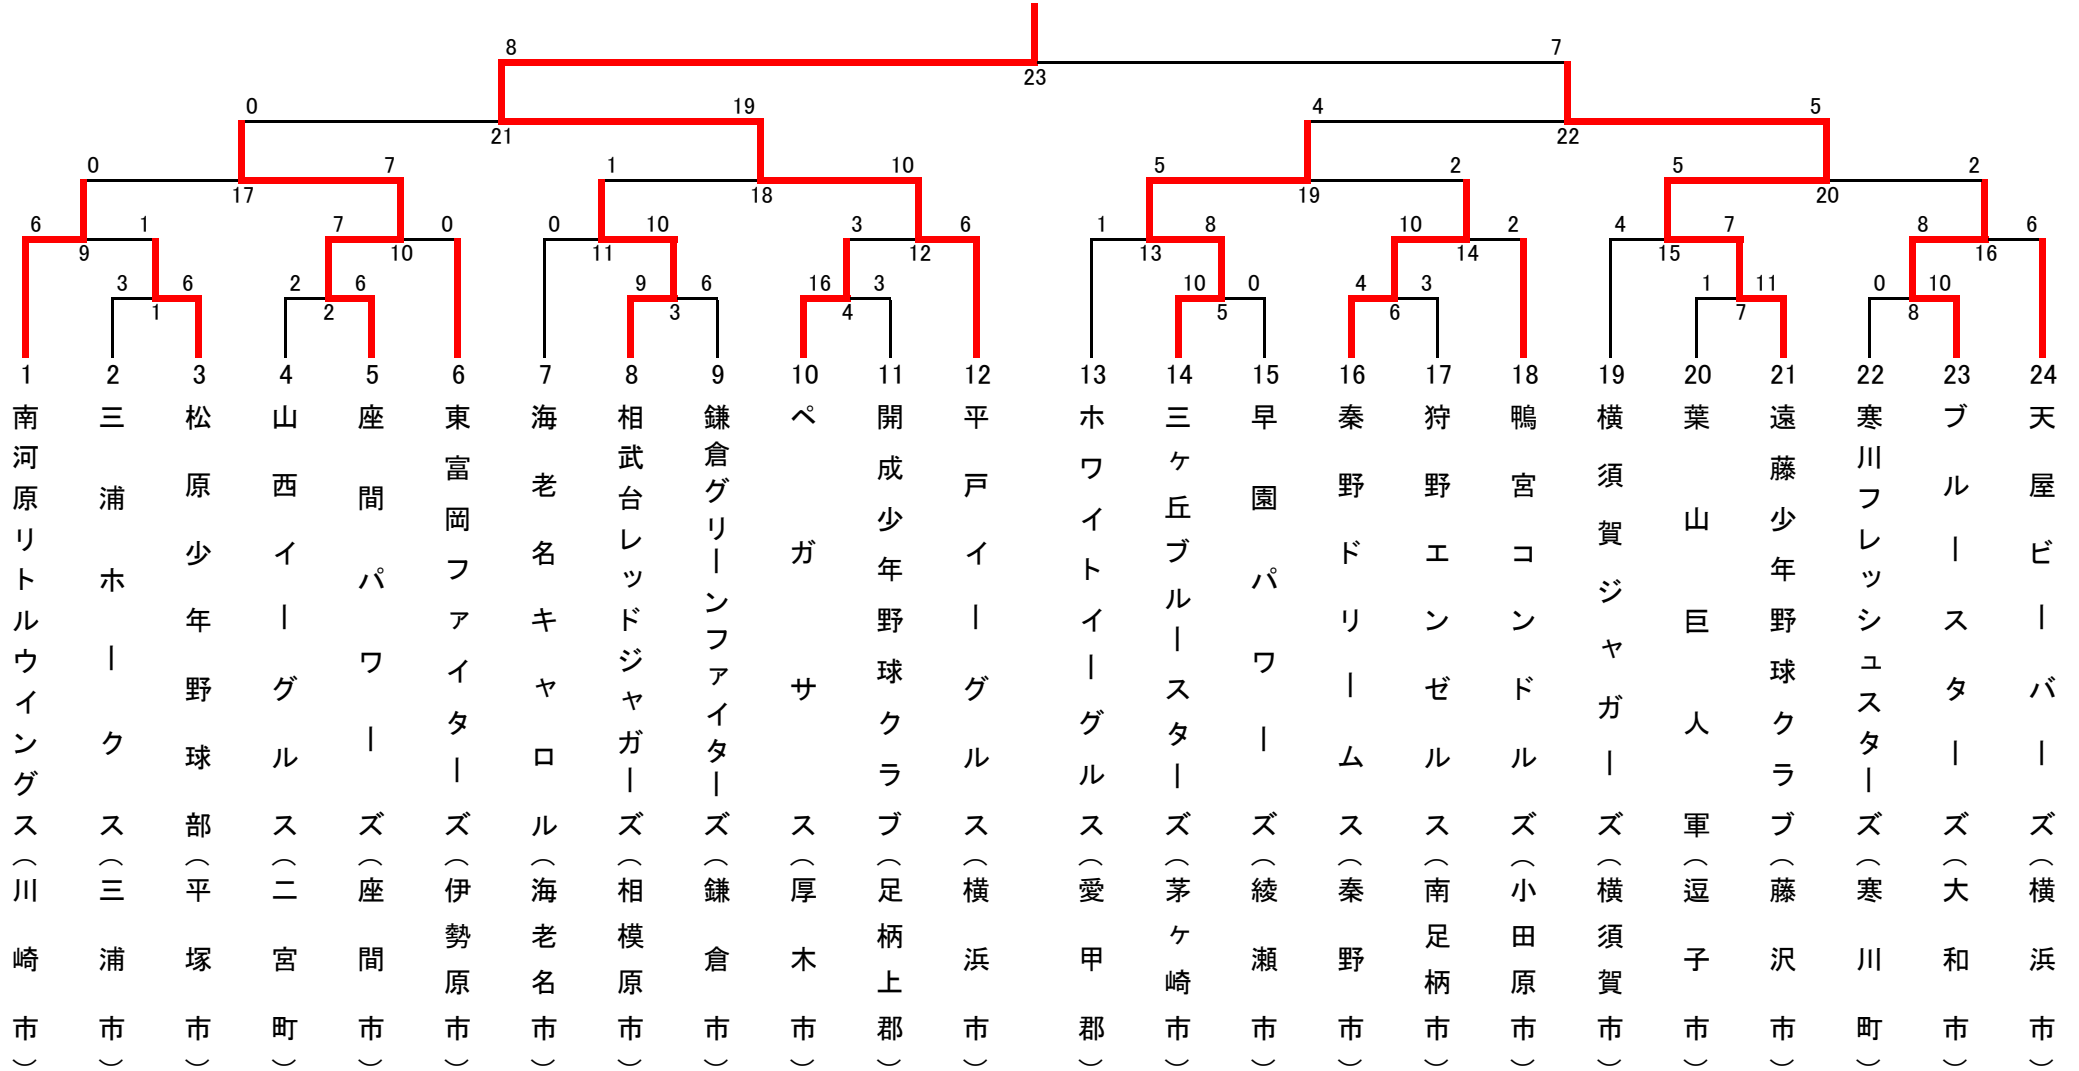 8 7
23
0 19 4 5
21 22
0 7 1 10 5 2 5 2
17 18 19 20
6 1 7 0 0 10 3 6 1 8 10 2 4 7 8 6
9 10 11 12 13 14 15 16
3 6 2 6 9 6 16 3 10 0 4 3 1 11 0 10
1 2 3 4 5 6 7 8
1 2 3 4 5 6 7 8 9 10 11 12 13 14 15 16 17 18 19 20 21 22 23 24
南河原リトルウイングス(川崎市)
三浦ホークス(三浦市)
松原少年野球部(平塚市)
山西イーグルス(二宮町)
座間パワーズ(座間市)
東富岡ファイターズ(伊勢原市)
海老名キャロル(海老名市)
相武台レッドジャガーズ(相模原市)
鎌倉グリーンファイターズ(鎌倉市)
ペガサス(厚木市)
開成少年野球クラブ(足柄上郡)
平戸イーグルス(横浜市)
ホワイトイーグルス(愛甲郡)
三ヶ丘ブルースターズ(茅ヶ崎市)
早園パワーズ(綾瀬市)
秦野ドリームス(秦野市)
狩野エンゼルス(南足柄市)
鴨宮コンドルズ(小田原市)
横須賀ジャガーズ(横須賀市)
葉山巨人軍(逗子市)
遠藤少年野球クラブ(藤沢市)
寒川フレッシュスターズ(寒川町)
ブルースターズ(大和市)
天屋ビーバーズ(横浜市)